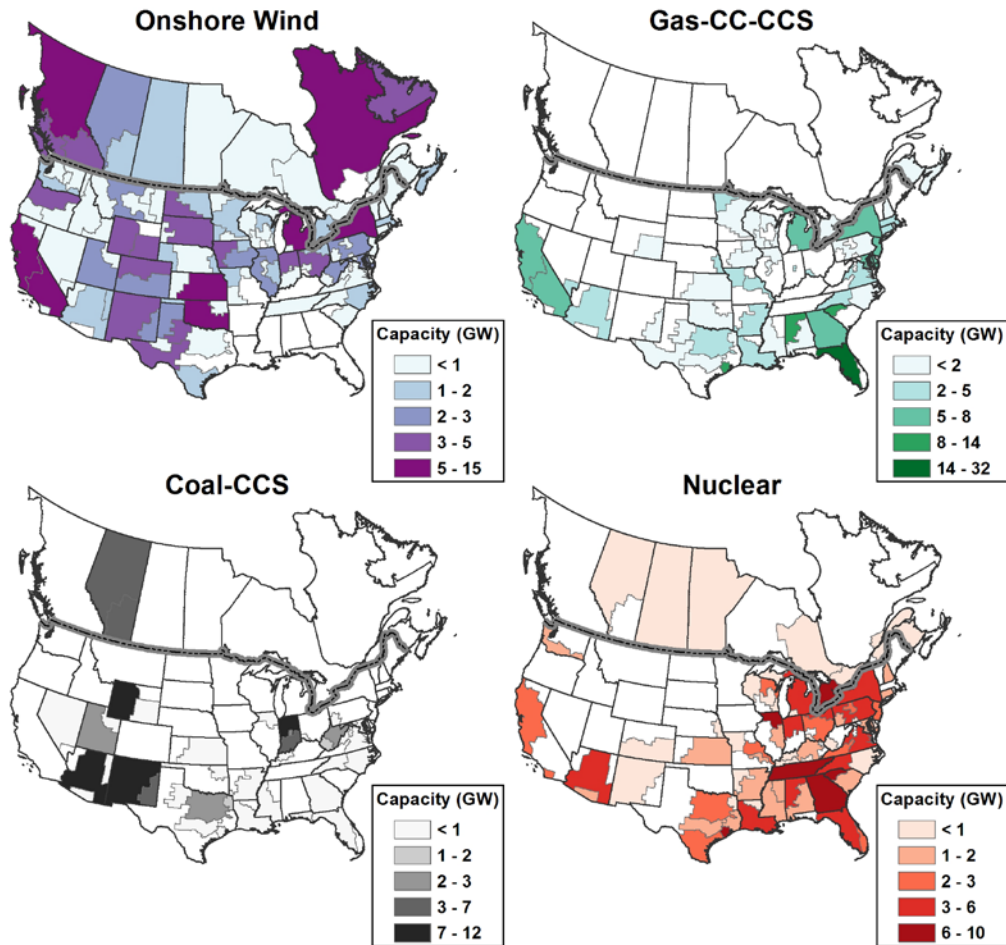 Onshore Wind
Capacity (GW)
< 1
1 - 2
2 - 3
3 - 5
5 - 15
Gas-CC-CCS
Capacity (GW)
< 2
2 - 5
5 - 8
8 - 14
14 - 32
Coal-CCS
Capacity (GW)
< 1
1 - 2
2 - 3
3 - 7
7 - 12
Nuclear
Capacity (GW)
< 1
1 - 2
2 - 3
3 - 6
6 - 10